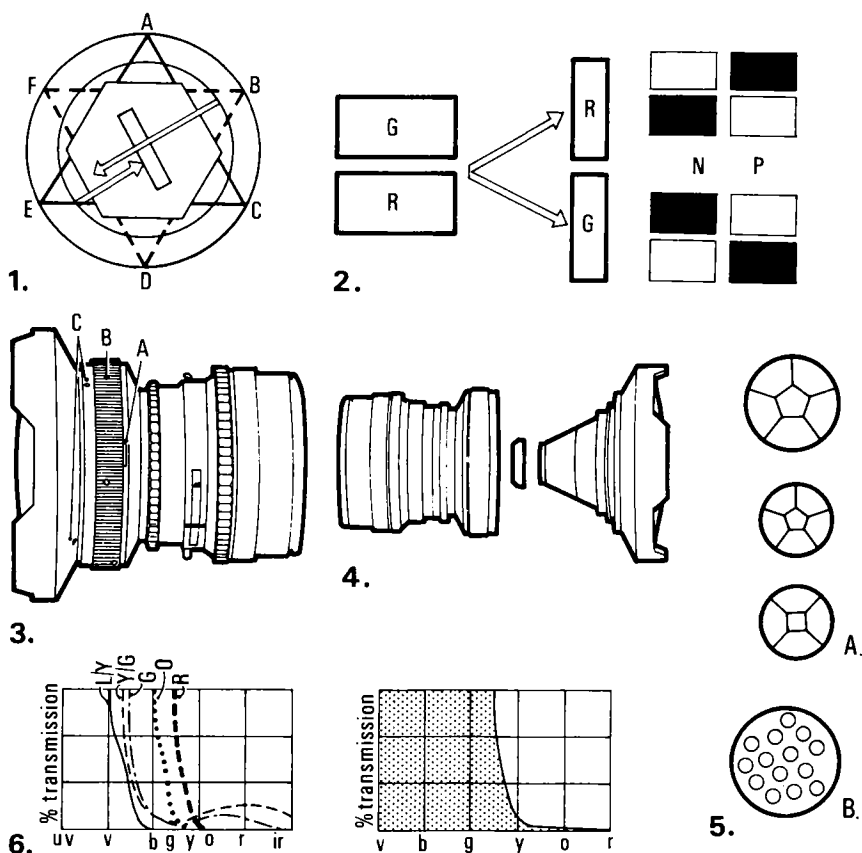 A
F
B
E
C
D
1.
G
R
R
G
N P
2.
C
B
A
3.
4.
A.
B.
5.
L/Y
Y/G
G
O
R
% transmission
uv v b g y o r ir
6.
% transmission
v b g y o r